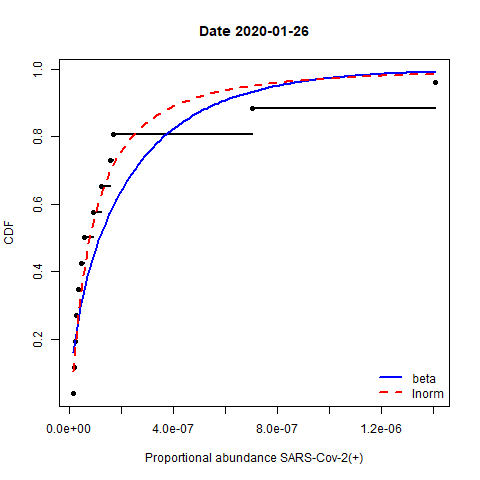 Date 2020-01-26
CDF
1.0
0.8
0.6
0.4
0.2
beta
lnorm
0.0e+00 4.0e-07 8.0e-07 1.2e-06
Proportional abundance SARS-Cov-2(+)